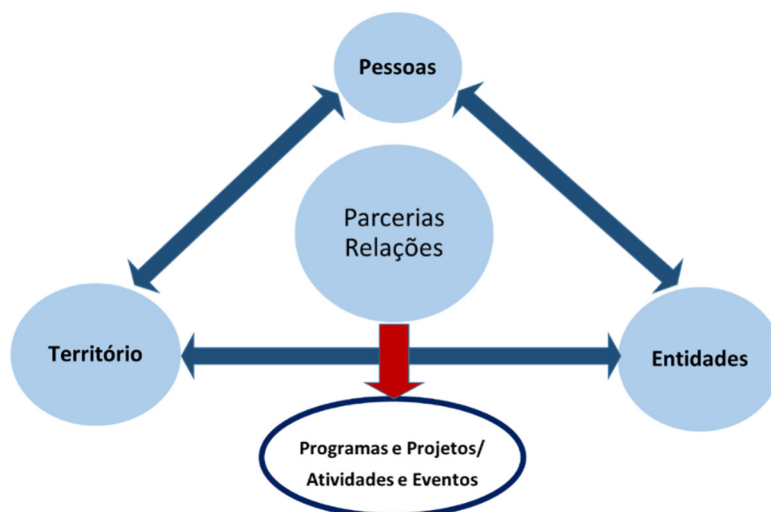 Pessoas
Parcerias
Relações
Território
Entidades
Programas e Projetos/
Atividades e Eventos